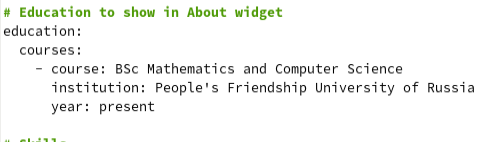 # Education to show in About widget
education:
  courses:
    - course: BSc Mathematics and Computer Science
      institution: People's Friendship University of Russia
      year: present